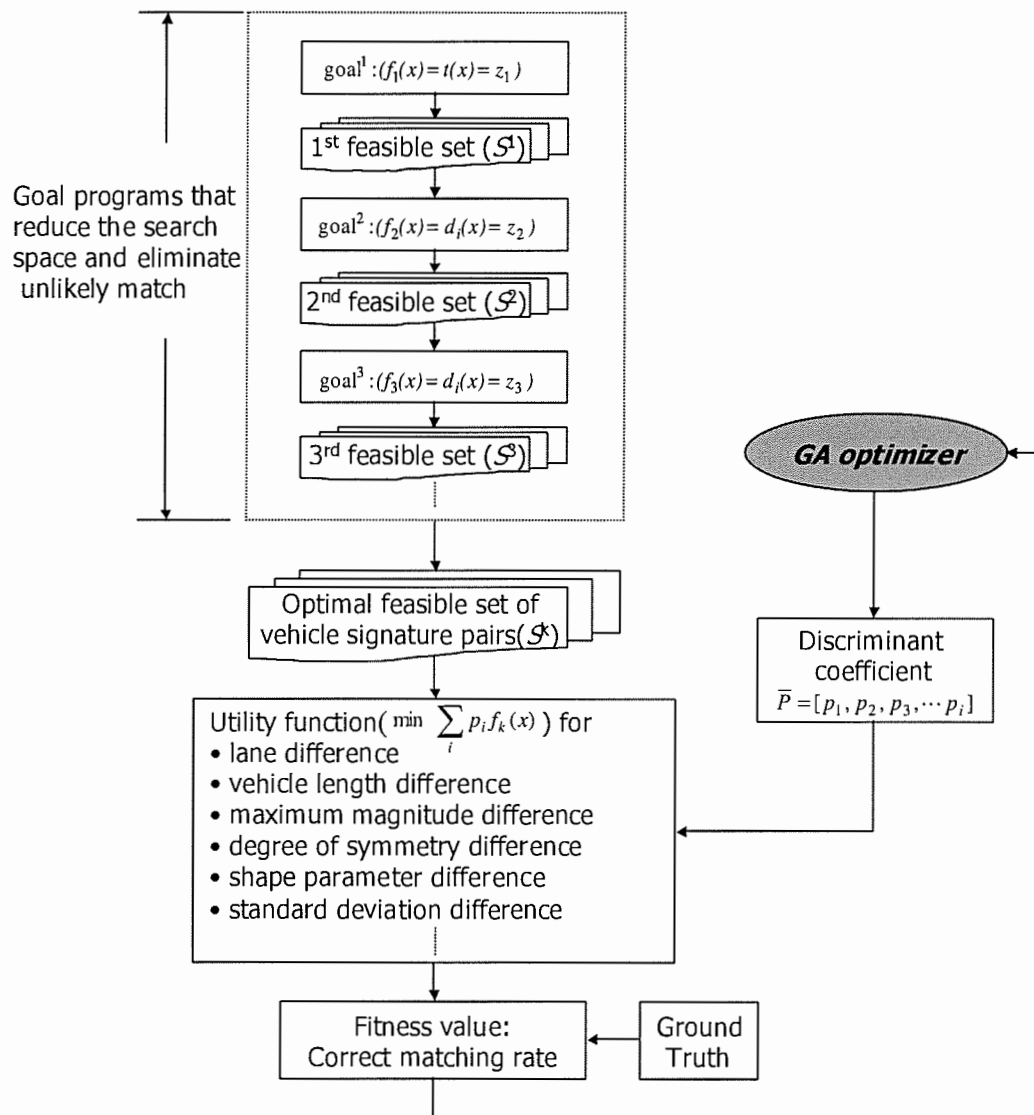 goal¹ :(f₁(x)= t(x)= z₁ )
1ˢᵗ feasible set (S¹)
Goal programs that
reduce the search
space and eliminate
unlikely match
goal² :(f₂(x)= dᵢ(x)= z₂ )
2ⁿᵈ feasible set (S²)
goal³ :(f₃(x)= dᵢ(x)= z₃ )
3ʳᵈ feasible set (S³)
GA optimizer
Optimal feasible set of
vehicle signature pairs(Sᵏ)
Discriminant
coefficient
P̅ =[p₁, p₂, p₃, ⋯ pᵢ]
Utility function( min ∑ᵢ pᵢ fₖ(x) ) for
• lane difference
• vehicle length difference
• maximum magnitude difference
• degree of symmetry difference
• shape parameter difference
• standard deviation difference
Fitness value:
Correct matching rate
Ground
Truth